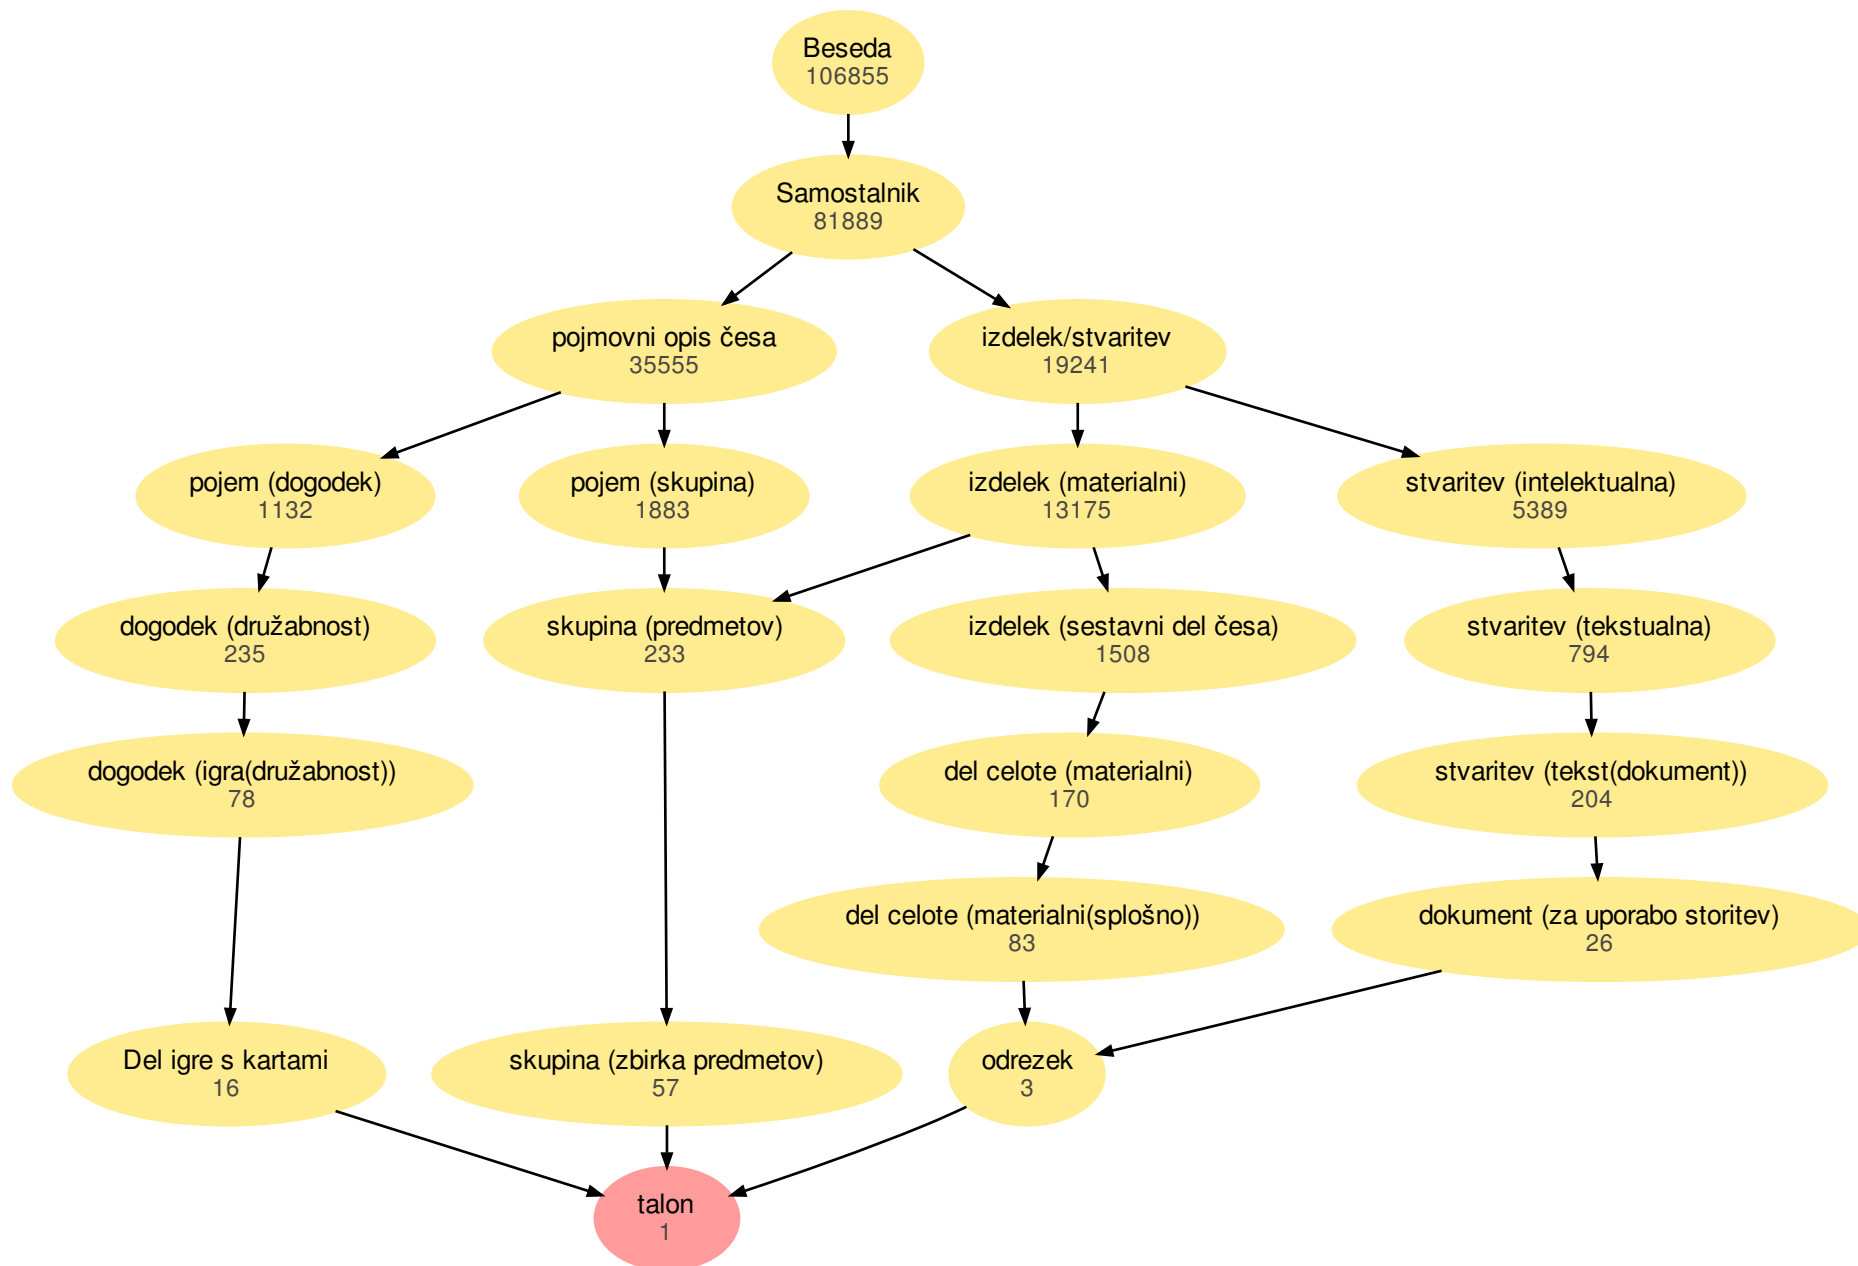 Beseda
106855
Samostalnik
81889
pojmovni opis česa
35555
izdelek/stvaritev
19241
pojem (dogodek)
1132
pojem (skupina)
1883
izdelek (materialni)
13175
stvaritev (intelektualna)
5389
dogodek (družabnost)
235
skupina (predmetov)
233
izdelek (sestavni del česa)
1508
stvaritev (tekstualna)
794
dogodek (igra(družabnost))
78
del celote (materialni)
170
stvaritev (tekst(dokument))
204
del celote (materialni(splošno))
83
dokument (za uporabo storitev)
26
Del igre s kartami
16
skupina (zbirka predmetov)
57
odrezek
3
talon
1